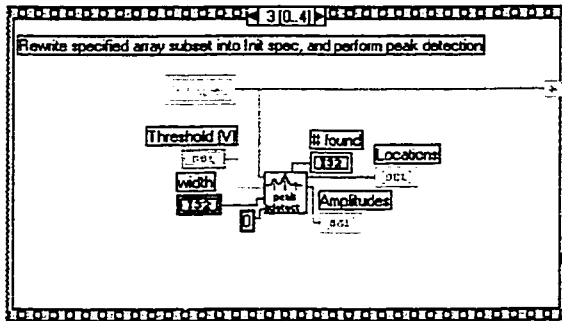 3 [0..4]
Rewrite specified array subset into Init spec, and perform peak detection
Threshold (V)
# found
DBL
I32
Locations
DBL
width
I32
peak
detect
Amplitudes
0
DBL